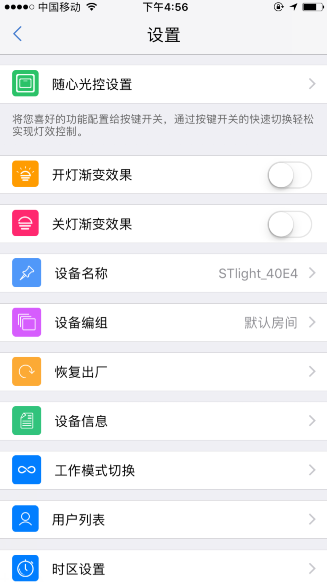 中国移动 下午4:56
设置
随心光控设置
将您喜好的功能配置给按键开关，通过按键开关的快速切换轻松
实现灯效控制。
开灯渐变效果
关灯渐变效果
设备名称 STlight_40E4
设备编组 默认房间
恢复出厂
设备信息
工作模式切换
用户列表
时区设置